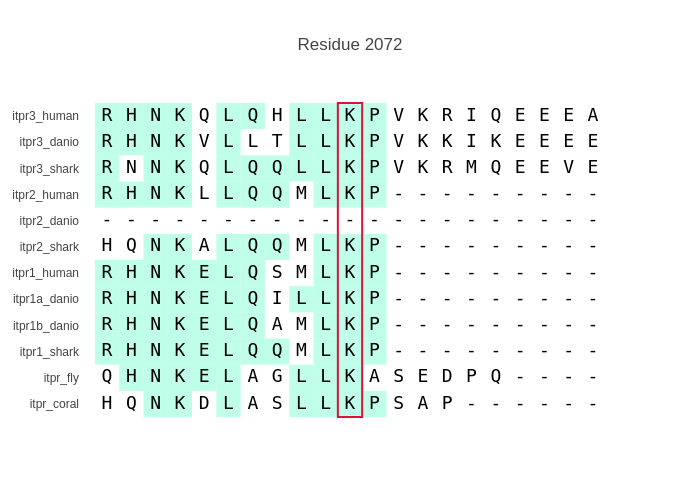 Residue 2072
itpr3_human R H N K Q L Q H L L K P V K R I Q E E E A
itpr3_danio R H N K V L L T L L K P V K K I K E E E E
itpr3_shark R N N K Q L Q Q L L K P V K R M Q E E V E
itpr2_human R H N K L L Q Q M L K P - - - - - - - - -
itpr2_danio - - - - - - - - - - - - - - - - - - - - -
itpr2_shark H Q N K A L Q Q M L K P - - - - - - - - -
itpr1_human R H N K E L Q S M L K P - - - - - - - - -
itpr1a_danio R H N K E L Q I L L K P - - - - - - - - -
itpr1b_danio R H N K E L Q A M L K P - - - - - - - - -
itpr1_shark R H N K E L Q Q M L K P - - - - - - - - -
itpr_fly Q H N K E L A G L L K A S E D P Q - - - -
itpr_coral H Q N K D L A S L L K P S A P - - - - - -